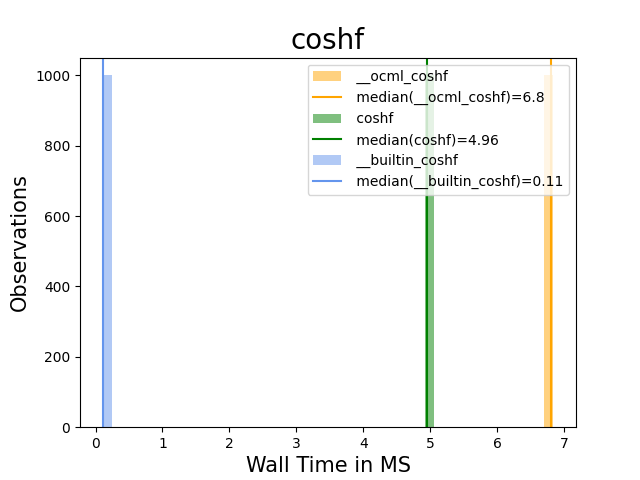 coshf
Observations
1000
800
600
400
200
0
__ocml_coshf
median(__ocml_coshf)=6.8
coshf
median(coshf)=4.96
__builtin_coshf
median(__builtin_coshf)=0.11
0 1 2 3 4 5 6 7
Wall Time in MS